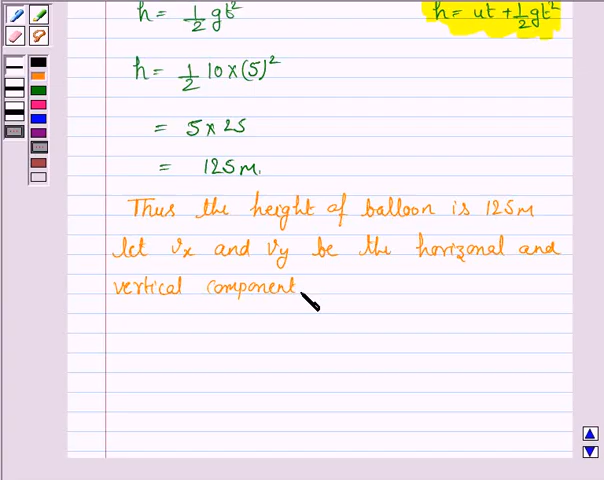 h = 1/2 gt²
h = ut + 1/2 gt²
h = 1/2 10 x (5)²
= 5 x 25
= 125 m.
Thus the height of balloon is 125m
let vx and vy be the horizonal and
vertical component